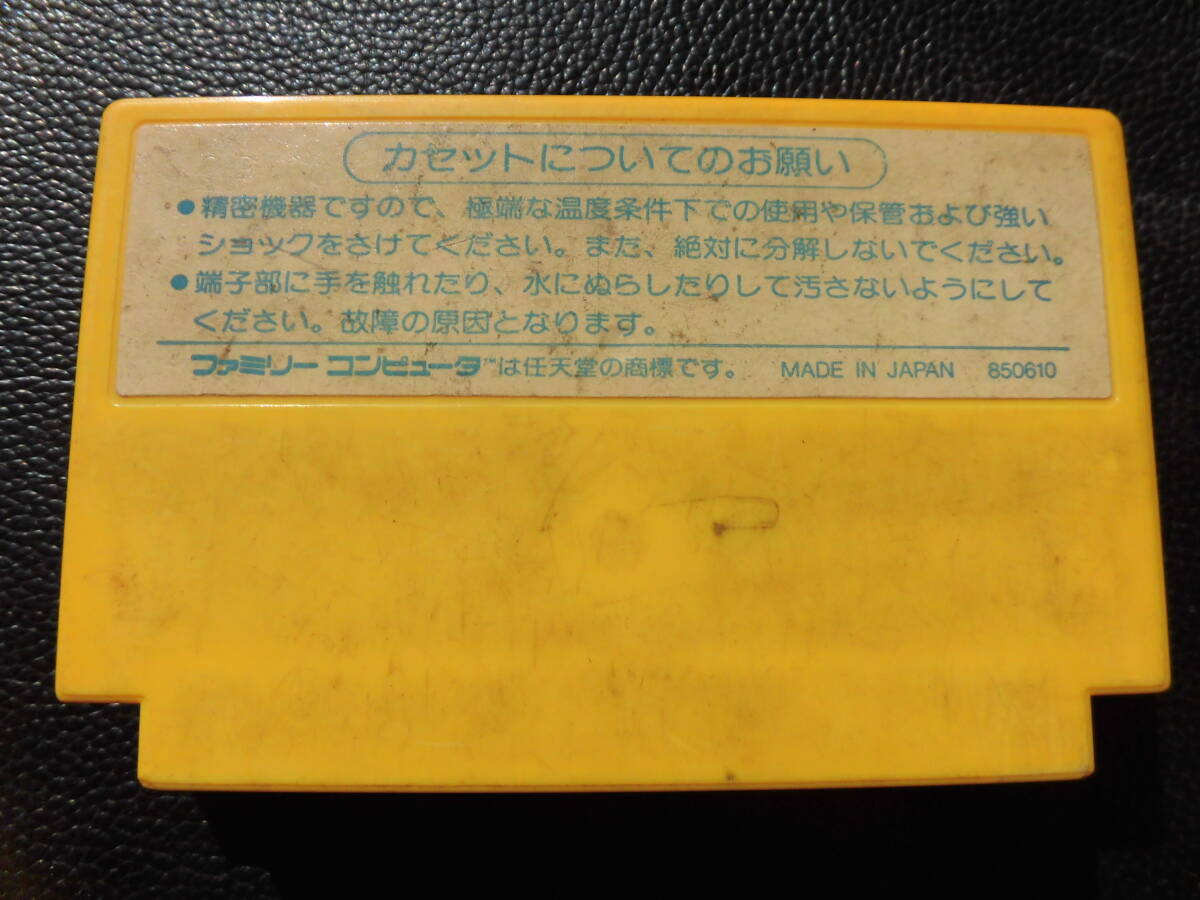 カセットについてのお願い
●精密機器ですので、極端な温度条件下での使用や保管および強い
ショックをさけてください。また、絶対に分解しないでください。
●端子部に手を触れたり、水にぬらしたりして汚さないようにして
ください。故障の原因となります。
ファミリー コンピュータ™は任天堂の商標です。 MADE IN JAPAN 850610